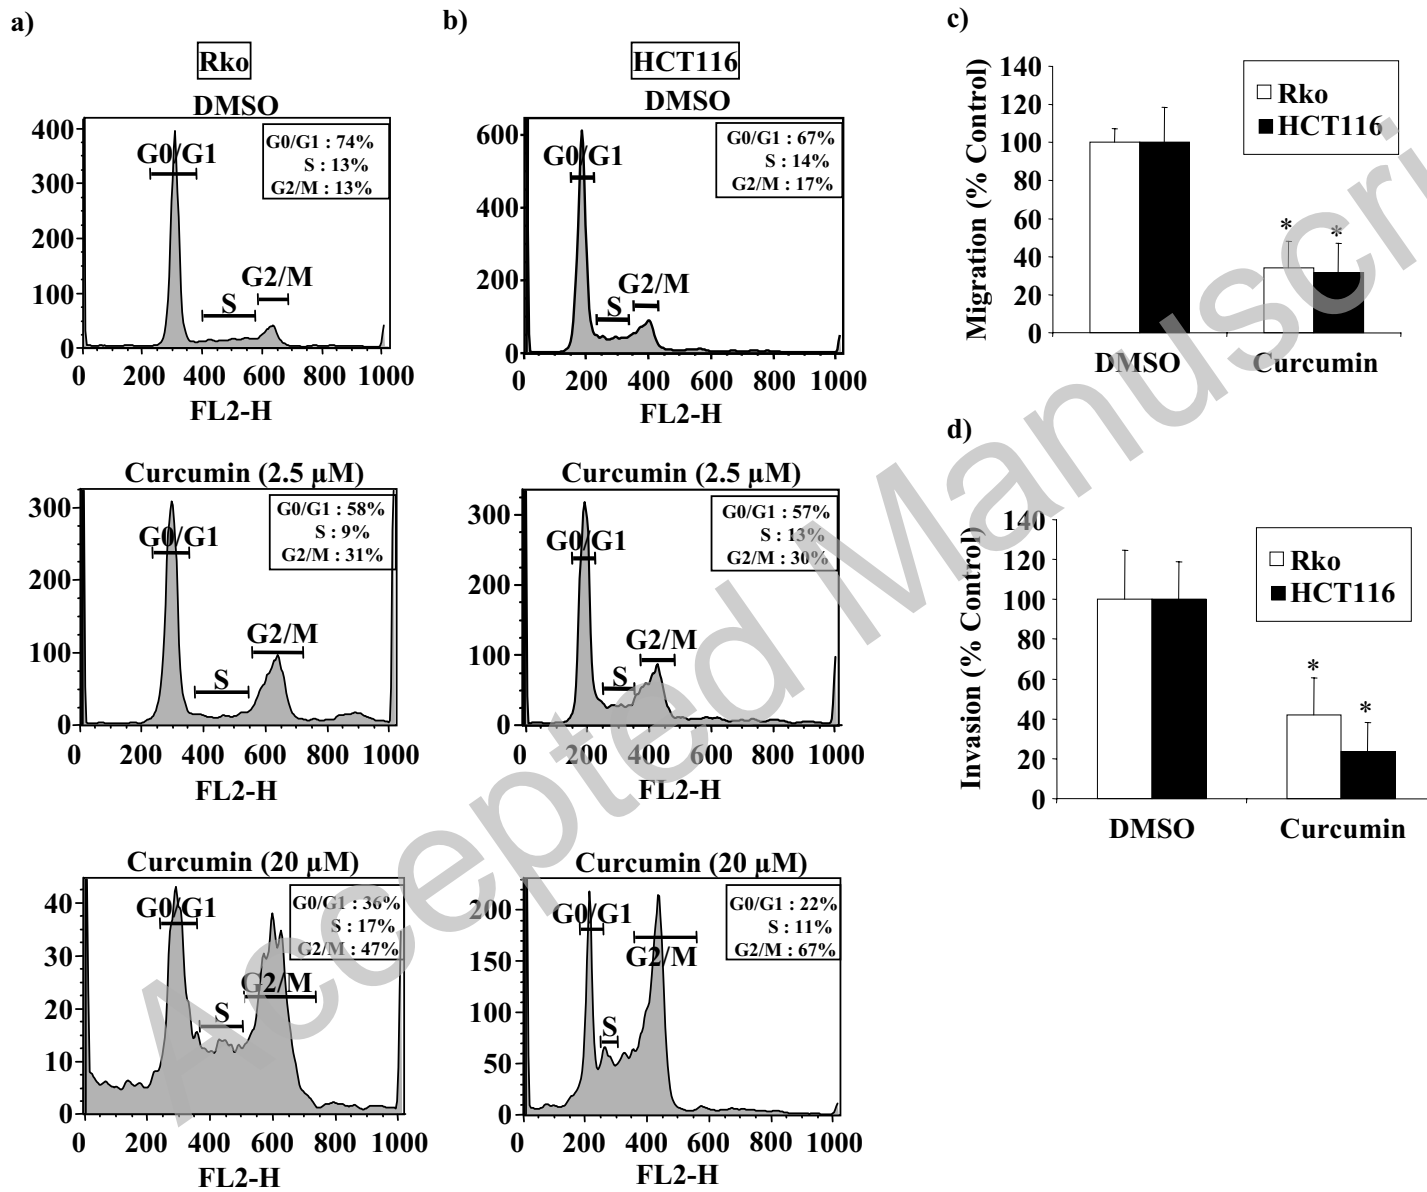 a)
Rko
DMSO
400
300
200
100
0
G0/G1
S
G2/M
G0/G1 : 74%
S : 13%
G2/M : 13%
0 200 400 600 800 1000
FL2-H
Curcumin (2.5 µM)
300
200
100
0
G0/G1
S
G2/M
G0/G1 : 58%
S : 9%
G2/M : 31%
0 200 400 600 800 1000
FL2-H
Curcumin (20 µM)
40
30
20
10
0
G0/G1
S
G2/M
G0/G1 : 36%
S : 17%
G2/M : 47%
0 200 400 600 800 1000
FL2-H
b)
HCT116
DMSO
600
400
200
0
G0/G1
S
G2/M
G0/G1 : 67%
S : 14%
G2/M : 17%
0 200 400 600 800 1000
FL2-H
Curcumin (2.5 µM)
300
200
100
0
G0/G1
S
G2/M
G0/G1 : 57%
S : 13%
G2/M : 30%
0 200 400 600 800 1000
FL2-H
Curcumin (20 µM)
200
150
100
50
0
G0/G1
S
G2/M
G0/G1 : 22%
S : 11%
G2/M : 67%
0 200 400 600 800 1000
FL2-H
c)
Migration (% Control)
140
120
100
80
60
40
20
0
Rko
HCT116
* *
DMSO Curcumin
d)
Invasion (% Control)
140
120
100
80
60
40
20
0
Rko
HCT116
* *
DMSO Curcumin
Accepted Manuscri